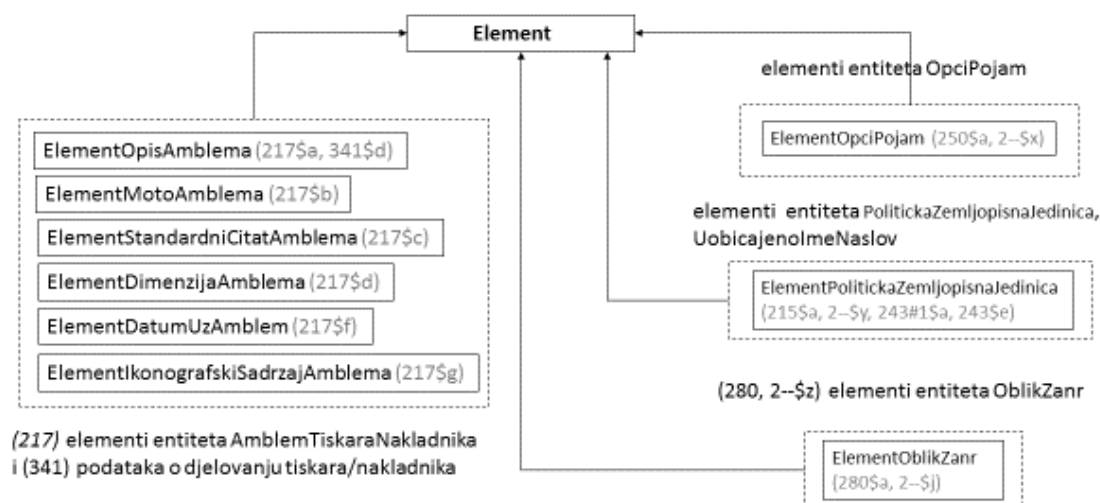 Element
ElementOpisAmblema (217$a, 341$d)
ElementMotoAmblema (217$b)
ElementStandardniCitatAmblema (217$c)
ElementDimenzijaAmblema (217$d)
ElementDatumUzAmblem (217$f)
ElementIkonografskiSadrzajAmblema (217$g)
(217) elementi entiteta AmblemTiskaraNakladnika
i (341) podataka o djelovanju tiskara/nakladnika
elementi entiteta OpciPojam
ElementOpciPojam (250$a, 2--$x)
elementi entiteta PolitickaZemljopisnaJedinica,
UobicajenoImeNaslov
ElementPolitickaZemljopisnaJedinica
(215$a, 2--$y, 243#1$a, 243$e)
(280, 2--$z) elementi entiteta OblikZanr
ElementOblikZanr
(280$a, 2--$j)